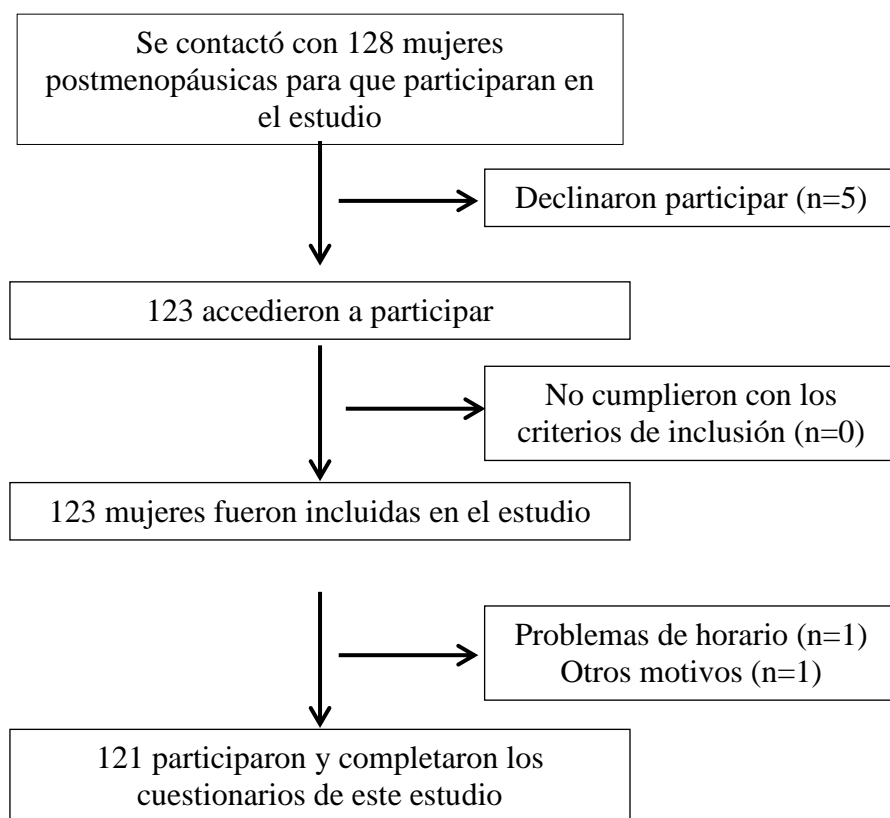 Se contactó con 128 mujeres
postmenopáusicas para que participaran en
el estudio
Declinaron participar (n=5)
123 accedieron a participar
No cumplieron con los
criterios de inclusión (n=0)
123 mujeres fueron incluidas en el estudio
Problemas de horario (n=1)
Otros motivos (n=1)
121 participaron y completaron los
cuestionarios de este estudio